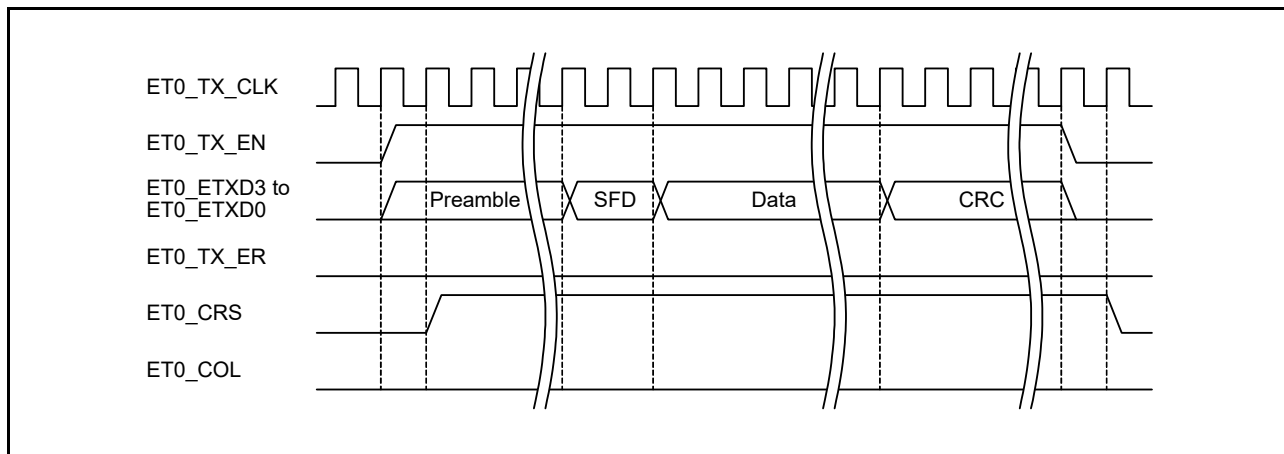 ET0_TX_CLK
ET0_TX_EN
ET0_ETXD3 to
ET0_ETXD0
Preamble SFD Data CRC
ET0_TX_ER
ET0_CRS
ET0_COL